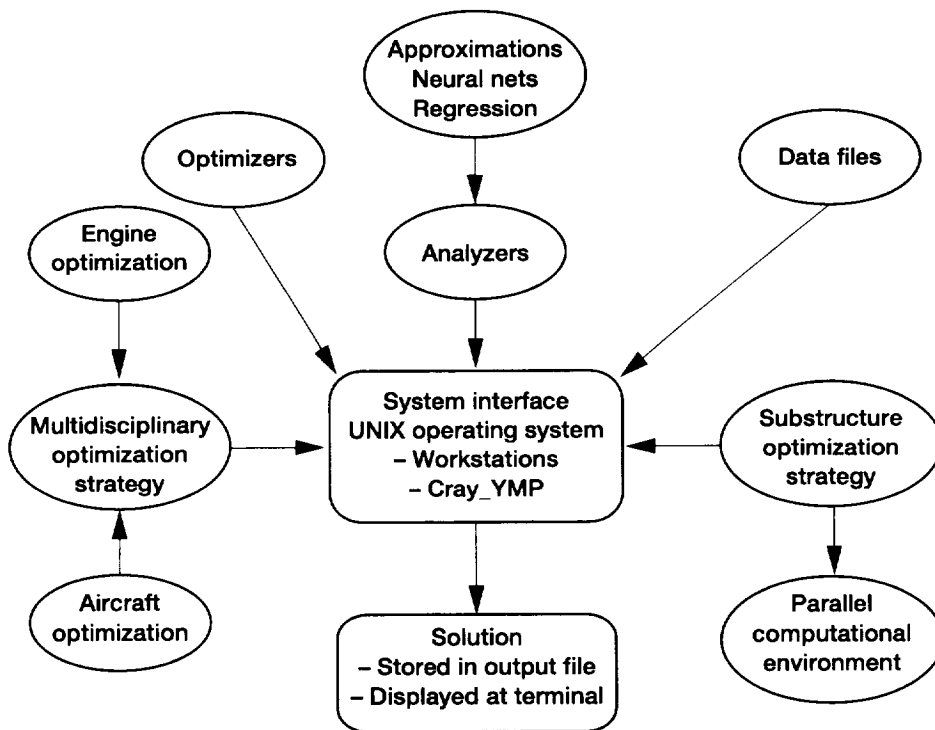 Approximations
Neural nets
Regression
Optimizers
Data files
Engine
optimization
Analyzers
Multidisciplinary
optimization
strategy
System interface
UNIX operating system
– Workstations
– Cray_YMP
Substructure
optimization
strategy
Aircraft
optimization
Solution
– Stored in output file
– Displayed at terminal
Parallel
computational
environment